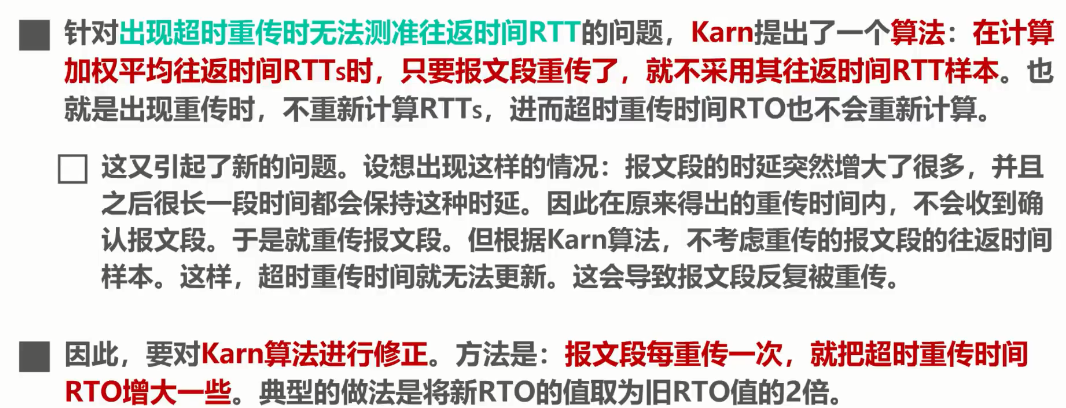 针对出现超时重传时无法测准往返时间RTT的问题，Karn提出了一个算法：在计算
加权平均往返时间RTTs时，只要报文段重传了，就不采用其往返时间RTT样本。也
就是出现重传时，不重新计算RTTs，进而超时重传时间RTO也不会重新计算。
这又引起了新的问题。设想出现这样的情况：报文段的时延突然增大了很多，并且
之后很长一段时间都会保持这种时延。因此在原来得出的重传时间内，不会收到确
认报文段。于是就重传报文段。但根据Karn算法，不考虑重传的报文段的往返时间
样本。这样，超时重传时间就无法更新。这会导致报文段反复被重传。
因此，要对Karn算法进行修正。方法是：报文段每重传一次，就把超时重传时间
RTO增大一些。典型的做法是将新RTO的值取为旧RTO值的2倍。